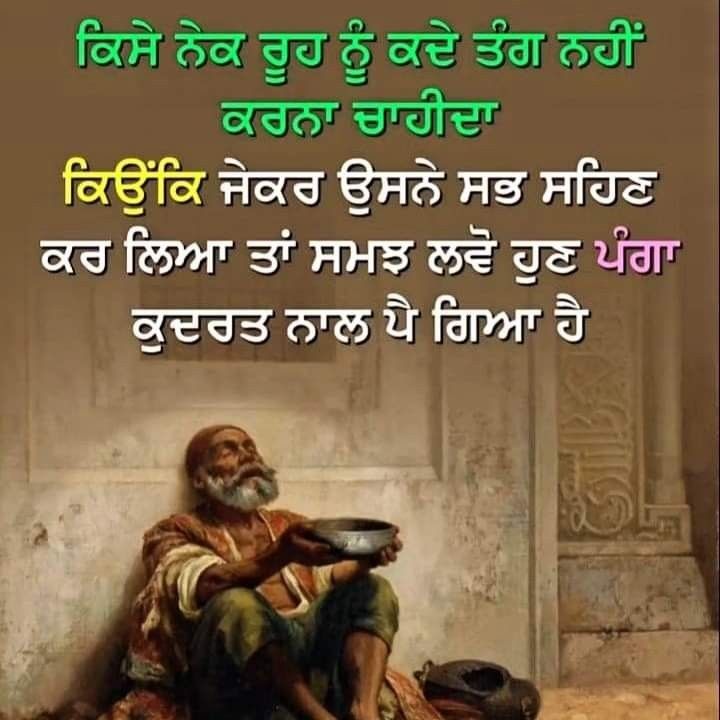 ਕਿਸੇ ਨੇਕ ਰੂਹ ਨੂੰ ਕਦੇ ਤੰਗ ਨਹੀਂ
ਕਰਨਾ ਚਾਹੀਦਾ
ਕਿਉਂਕਿ ਜੇਕਰ ਉਸਨੇ ਸਭ ਸਹਿਣ
ਕਰ ਲਿਆ ਤਾਂ ਸਮਝ ਲਵੋ ਹੁਣ ਪੰਗਾ
ਕੁਦਰਤ ਨਾਲ ਪੈ ਗਿਆ ਹੈ